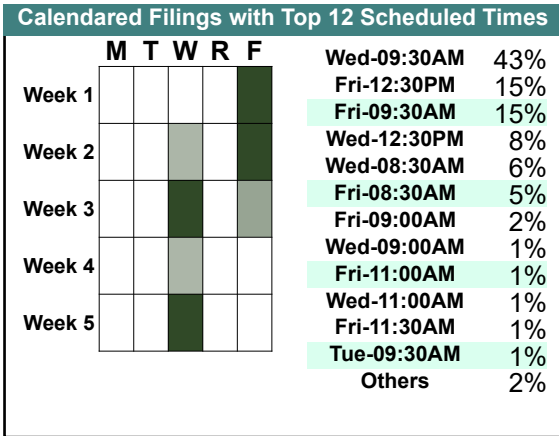 Calendared Filings with Top 12 Scheduled Times
M T W R F
Week 1
Week 2
Week 3
Week 4
Week 5
Wed-09:30AM 43%
Fri-12:30PM 15%
Fri-09:30AM 15%
Wed-12:30PM 8%
Wed-08:30AM 6%
Fri-08:30AM 5%
Fri-09:00AM 2%
Wed-09:00AM 1%
Fri-11:00AM 1%
Wed-11:00AM 1%
Fri-11:30AM 1%
Tue-09:30AM 1%
Others 2%